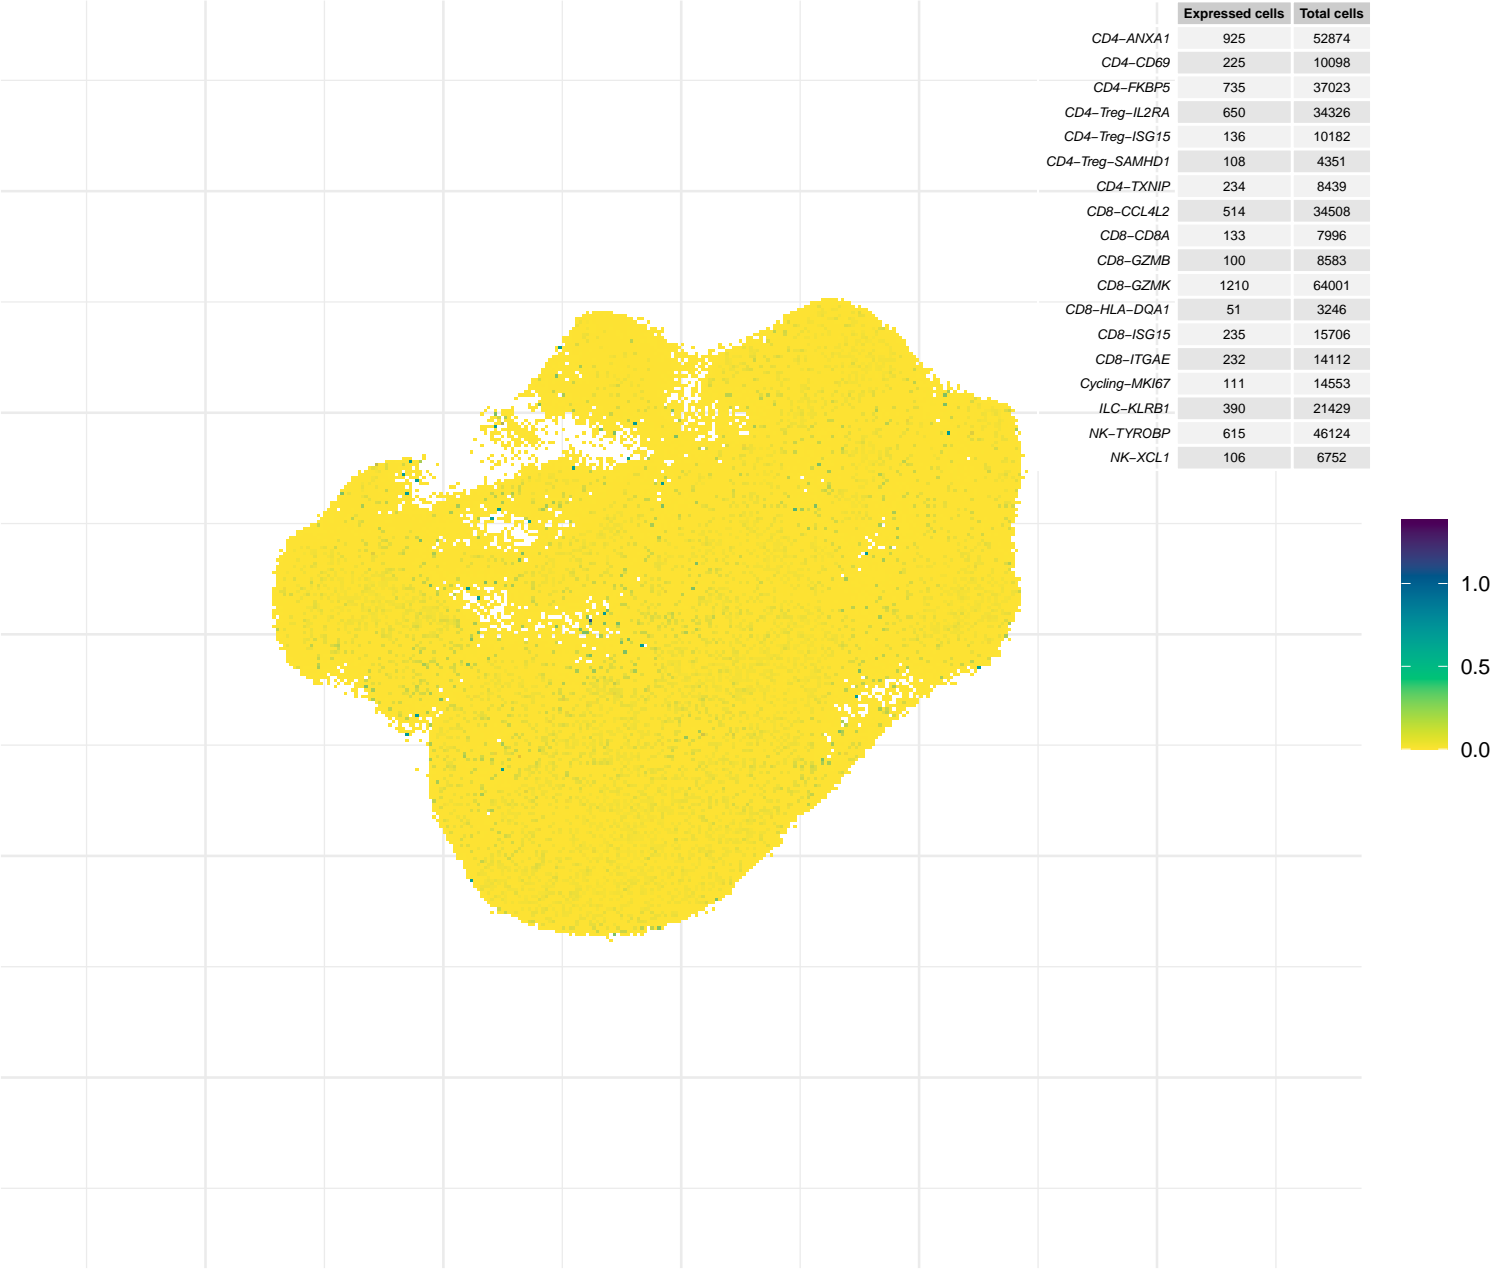 Expressed cells Total cells
CD4−ANXA1 925 52874
CD4−CD69 225 10098
CD4−FKBP5 735 37023
CD4−Treg−IL2RA 650 34326
CD4−Treg−ISG15 136 10182
CD4−Treg−SAMHD1 108 4351
CD4−TXNIP 234 8439
CD8−CCL4L2 514 34508
CD8−CD8A 133 7996
CD8−GZMB 100 8583
CD8−GZMK 1210 64001
CD8−HLA−DQA1 51 3246
CD8−ISG15 235 15706
CD8−ITGAE 232 14112
Cycling−MKI67 111 14553
ILC−KLRB1 390 21429
NK−TYROBP 615 46124
NK−XCL1 106 6752
1.0
0.5
0.0